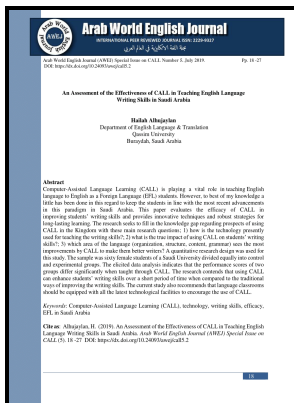 Arab World English Journal
INTERNATIONAL PEER REVIEWED JOURNAL ISSN: 2229-9327
مجلة اللغة الانكليزية في العالم العربي
AWEJ
Arab World English Journal (AWEJ) Special Issue on CALL Number 5. July 2019. Pp. 18 -27
DOI: https://dx.doi.org/10.24093/awej/call5.2
An Assessment of the Effectiveness of CALL in Teaching English Language
Writing Skills in Saudi Arabia
Hailah Alhujaylan
Department of English Language & Translation
Qassim University
Buraydah, Saudi Arabia
Abstract
Computer-Assisted Language Learning (CALL) is playing a vital role in teaching English
language to English as a Foreign Language (EFL) students. However, to best of my knowledge a
little has been done in this regard to keep the students in line with the most recent advancements
in this paradigm in Saudi Arabia. This paper evaluates the efficacy of CALL in
improving students' writing skills and provides innovative techniques and robust strategies for
long-lasting learning. The research seeks to fill in the knowledge gap regarding prospects of using
CALL in the Kingdom with these main research questions; 1) how is the technology presently
used for teaching the writing skills?; 2) what is the true impact of using CALL on students' writing
skills?; 3) which area of the language (organization, structure, content, grammar) sees the most
improvements by CALL to make them better writers? A quantitative research design was used for
this study. The sample was sixty female students of a Saudi University divided equally into control
and experimental groups. The elicited data analysis indicates that the performance scores of two
groups differ significantly when taught through CALL. The research contends that using CALL
can enhance students' writing skills over a short period of time when compared to the traditional
ways of improving the writing skills. The current study also recommends that language classrooms
should be equipped with all the latest technological facilities to encourage the use of CALL.
Keywords: Computer-Assisted Language Learning (CALL), technology, writing skills, efficacy,
EFL in Saudi Arabia
Cite as: Alhujaylan, H. (2019). An Assessment of the Effectiveness of CALL in Teaching English
Language Writing Skills in Saudi Arabia. Arab World English Journal (AWEJ) Special Issue on
CALL (5). 18 -27 DOI: https://dx.doi.org/10.24093/awej/call5.2
18